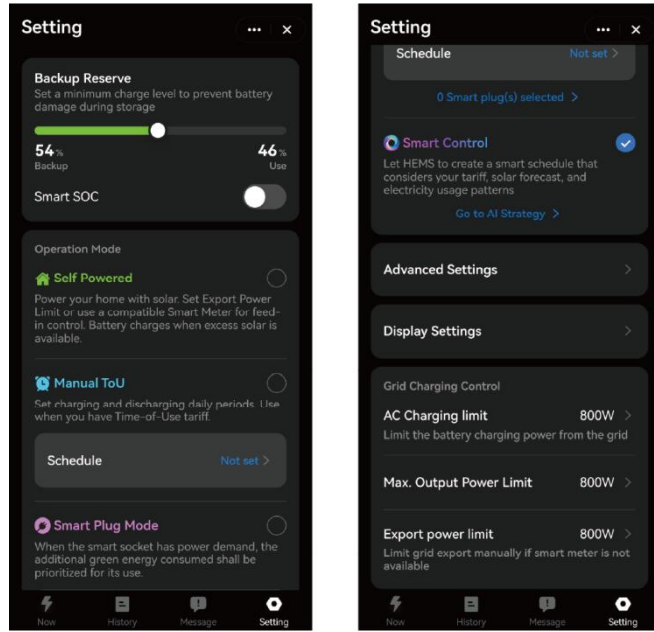 Setting
Backup Reserve
Set a minimum charge level to prevent battery
damage during storage
54% 46%
Backup Use
Smart SOC
Operation Mode
Self Powered
Power your home with solar. Set Export Power
Limit or use a compatible Smart Meter for feed-
in control. Battery charges when excess solar is
available.
Manual ToU
Set charging and discharging daily periods. Use
when you have Time-of-Use tariff.
Schedule Not set >
Smart Plug Mode
When the smart socket has power demand, the
additional green energy consumed shall be
prioritized for its use.
Now History Message Setting
Setting
Schedule Not set >
0 Smart plug(s) selected >
Smart Control
Let HEMS to create a smart schedule that
considers your tariff, solar forecast, and
electricity usage patterns
Go to AI Strategy >
Advanced Settings >
Display Settings >
Grid Charging Control
AC Charging limit 800W >
Limit the battery charging power from the grid
Max. Output Power Limit 800W >
Export power limit 800W >
Limit grid export manually if smart meter is not
available
Now History Message Setting